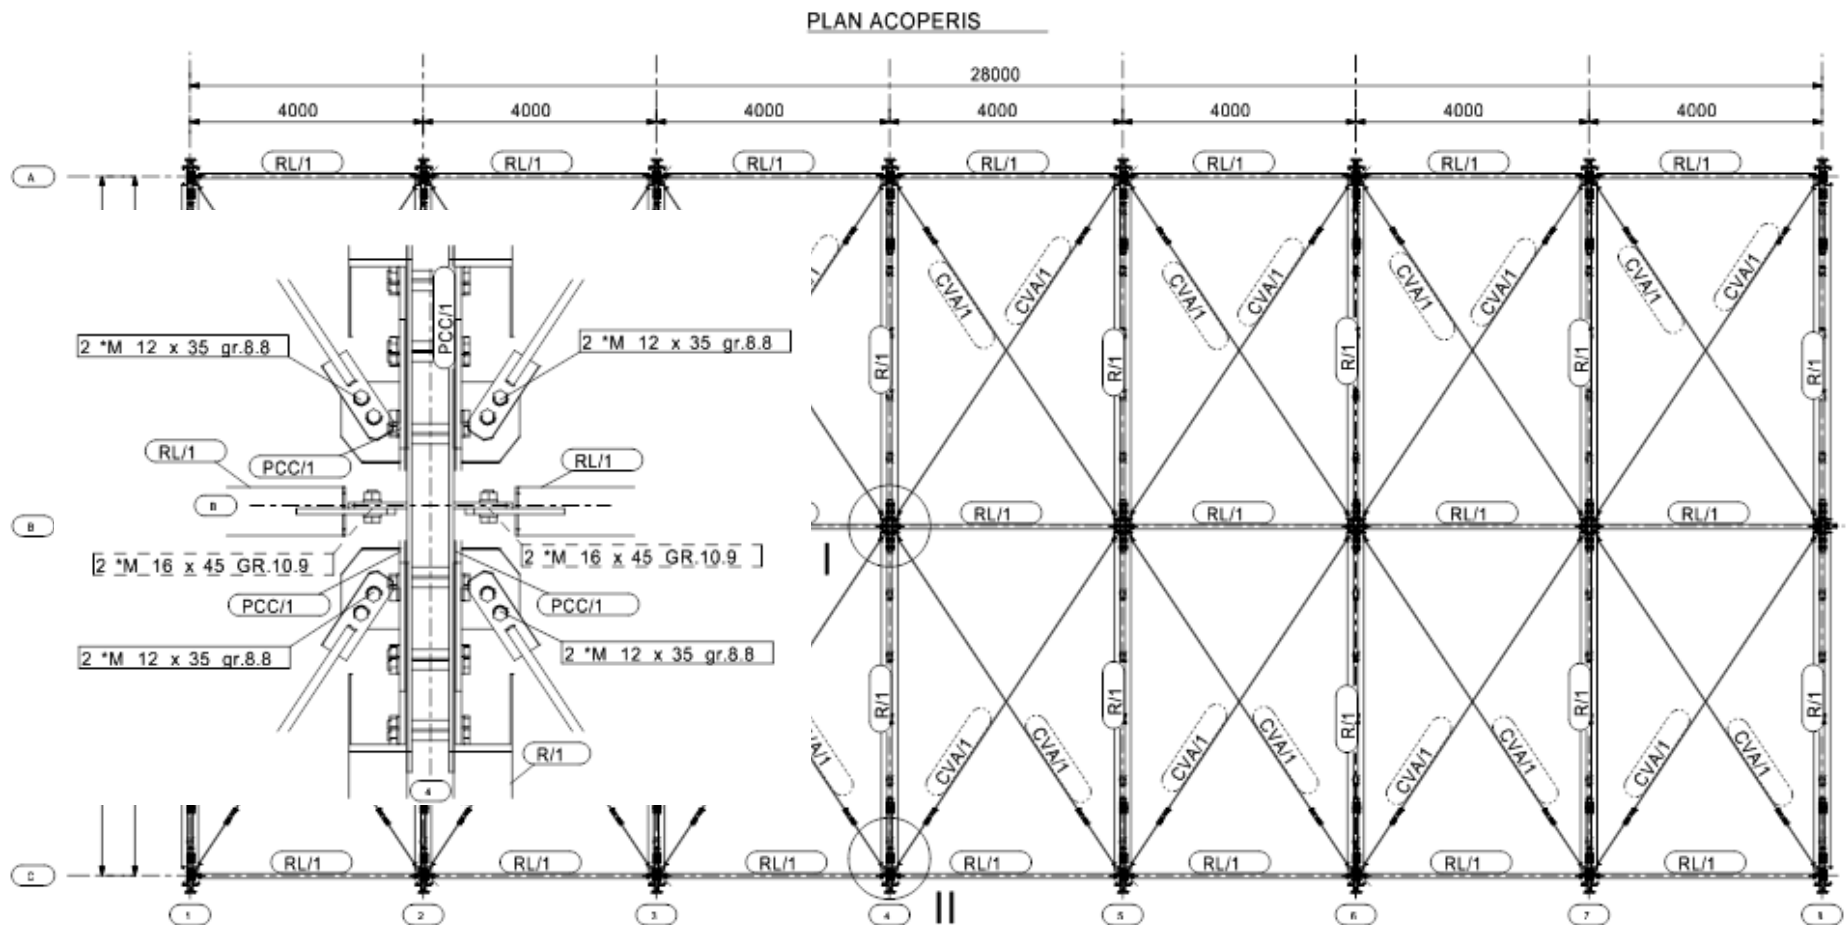 PLAN ACOPERIS
28000
4000 4000 4000 4000 4000 4000 4000
A
RL/1 RL/1 RL/1 RL/1 RL/1 RL/1 RL/1
CVA/1 CVA/1 CVA/1 CVA/1 CVA/1 CVA/1 CVA/1 CVA/1
R/1 R/1 R/1 R/1 R/1
PCC/1
2 *M 12 x 35 gr.8.8
2 *M 12 x 35 gr.8.8
RL/1
PCC/1
RL/1
B
B
RL/1 RL/1 RL/1 RL/1
I
2 *M 16 x 45 GR.10.9
2 *M 16 x 45 GR.10.9
PCC/1
PCC/1
2 *M 12 x 35 gr.8.8
2 *M 12 x 35 gr.8.8
R/1
4
R/1 R/1 R/1 R/1 R/1
CVA/1 CVA/1 CVA/1 CVA/1 CVA/1 CVA/1 CVA/1 CVA/1
C
RL/1 RL/1 RL/1 RL/1 RL/1 RL/1 RL/1
1 2 3 4 II 5 6 7 8